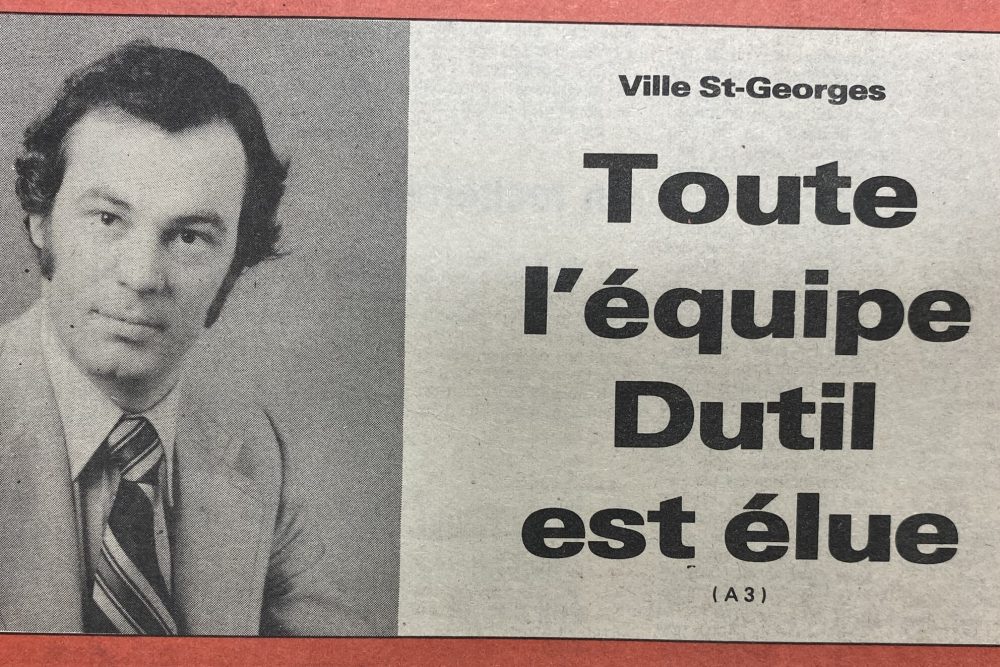 Ville St-Georges
Toute
l'équipe
Dutil
est élue
(A3)